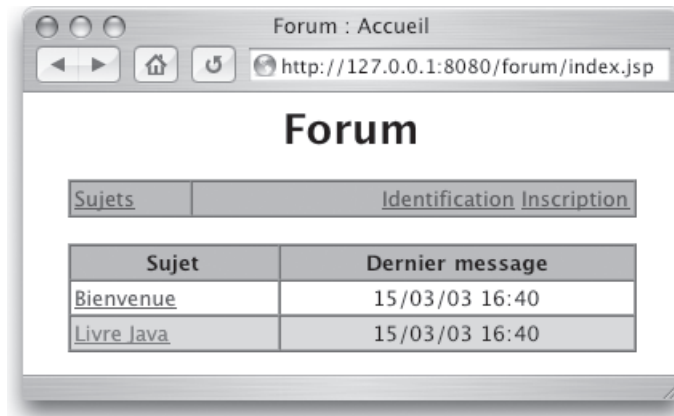 Forum : Accueil
http://127.0.0.1:8080/forum/index.jsp
Forum
Sujets Identification Inscription
Sujet Dernier message
Bienvenue 15/03/03 16:40
Livre Java 15/03/03 16:40